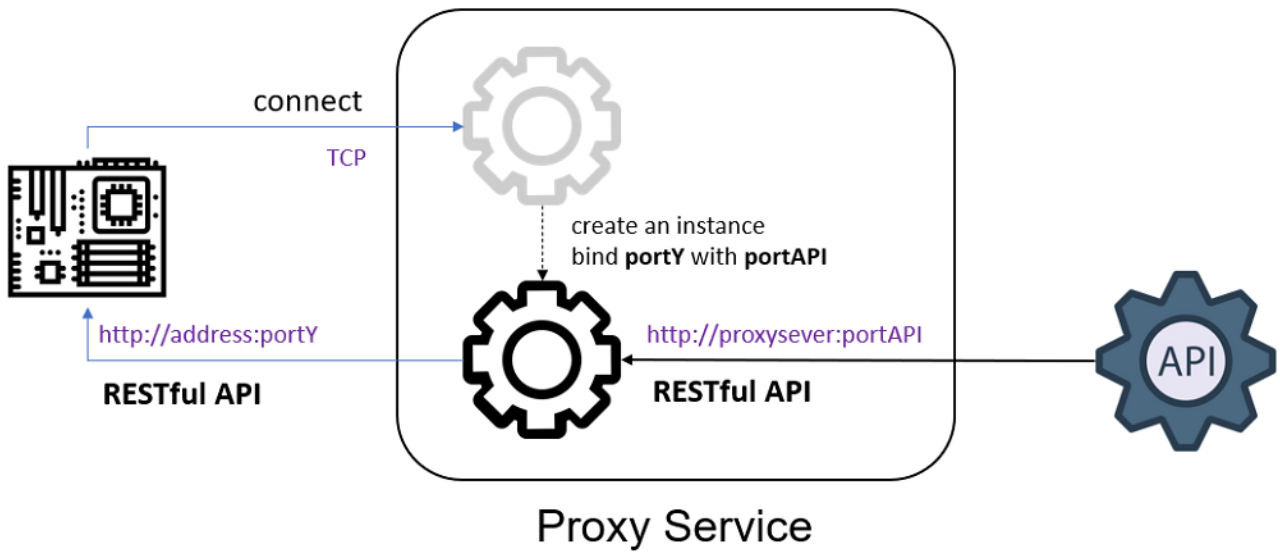 connect
TCP
create an instance
bind portY with portAPI
http://address:portY
http://proxysever:portAPI
RESTful API
RESTful API
API
Proxy Service